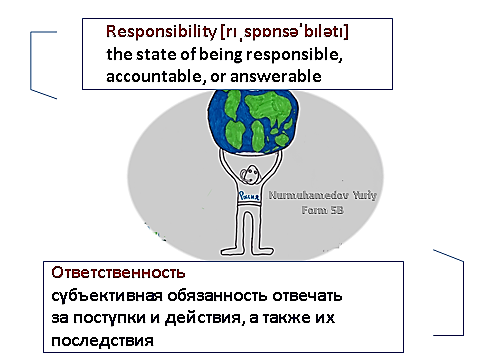 Responsibility [rɪˌspɒnsəˈbɪlətɪ]
the state of being responsible,
accountable, or answerable
Россия
Nurmuhamedov Yuriy
Form 5B
Ответственность
субъективная обязанность отвечать
за поступки и действия, а также их
последствия